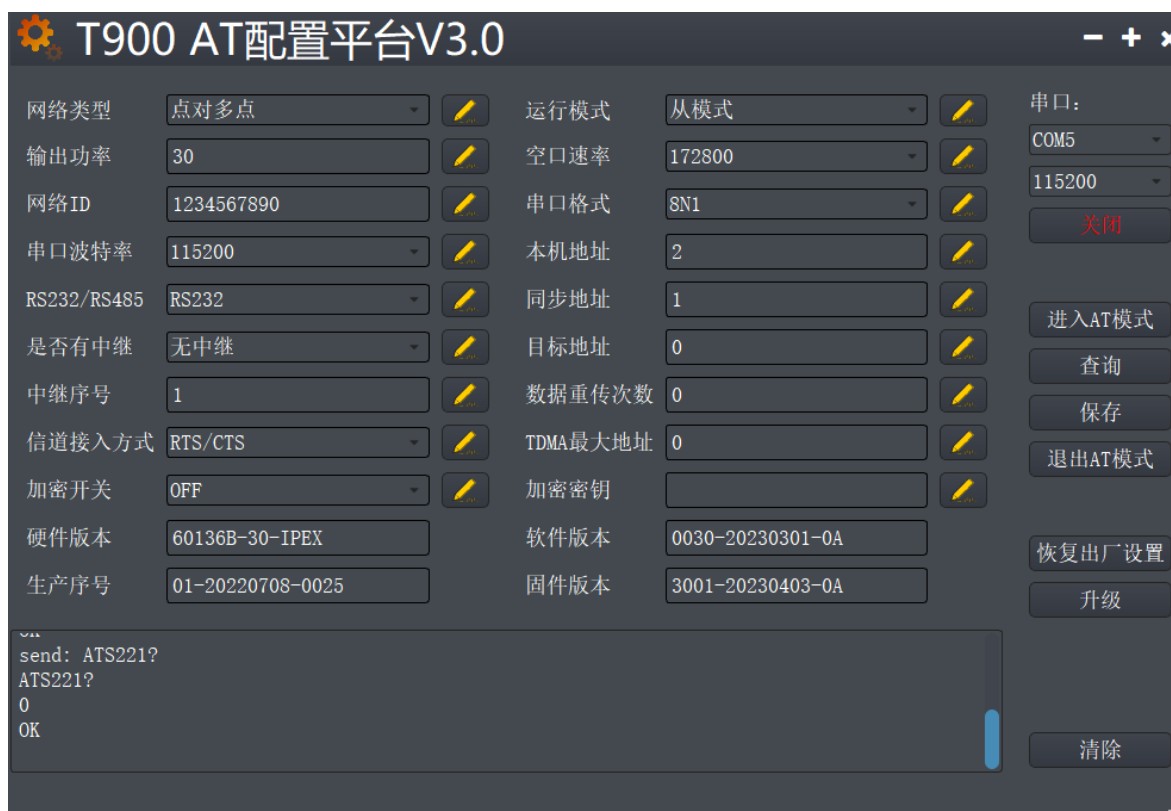 T900 AT配置平台V3.0
网络类型 点对多点 运行模式 从模式 串口:
输出功率 30 空口速率 172800 COM5
网络ID 1234567890 串口格式 8N1 115200
关闭
串口波特率 115200 本机地址 2
RS232/RS485 RS232 同步地址 1
进入AT模式
是否有中继 无中继 目标地址 0
查询
中继序号 1 数据重传次数 0
保存
信道接入方式 RTS/CTS TDMA最大地址 0
退出AT模式
加密开关 OFF 加密密钥
硬件版本 60136B-30-IPEX 软件版本 0030-20230301-0A
恢复出厂设置
生产序号 01-20220708-0025 固件版本 3001-20230403-0A
升级
send: ATS221?
ATS221?
0
OK
清除